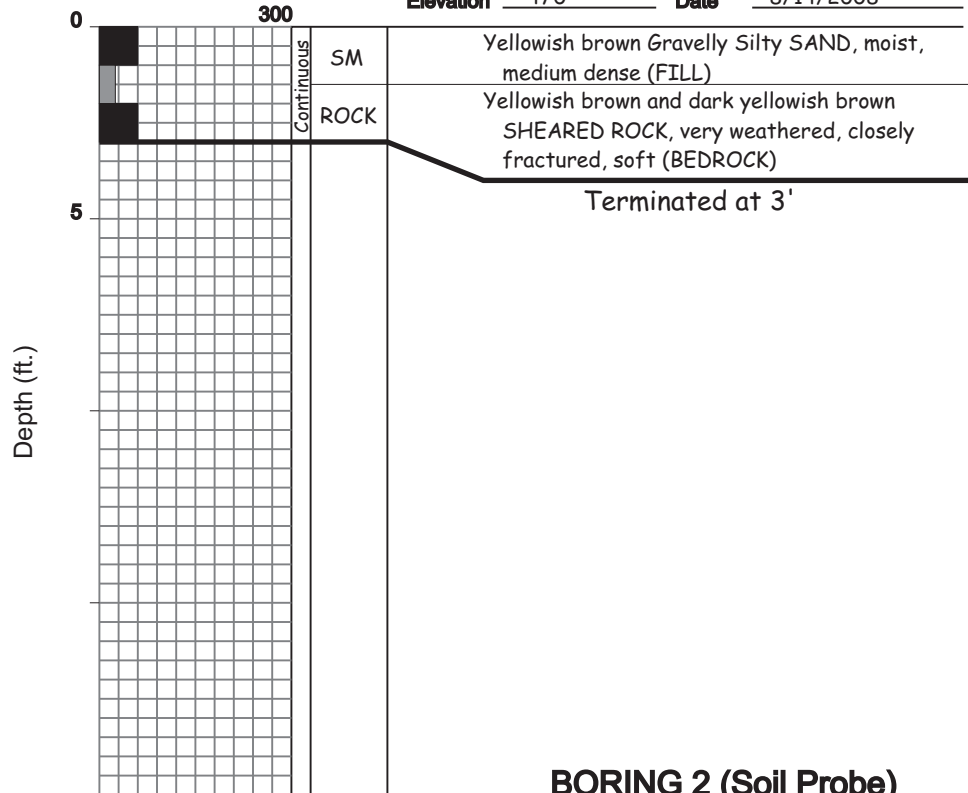 Elevation Date
0 300
Continuous
SM
Yellowish brown Gravelly Silty SAND, moist,
medium dense (FILL)
ROCK
Yellowish brown and dark yellowish brown
SHEARED ROCK, very weathered, closely
fractured, soft (BEDROCK)
Terminated at 3'
5
Depth (ft.)
BORING 2 (Soil Probe)